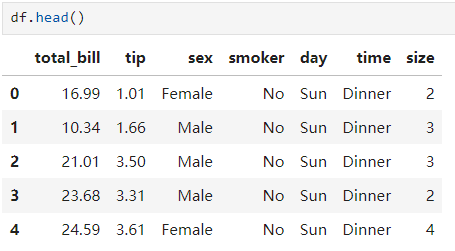 df.head()
total_bill tip sex smoker day time size
0 16.99 1.01 Female No Sun Dinner 2
1 10.34 1.66 Male No Sun Dinner 3
2 21.01 3.50 Male No Sun Dinner 3
3 23.68 3.31 Male No Sun Dinner 2
4 24.59 3.61 Female No Sun Dinner 4